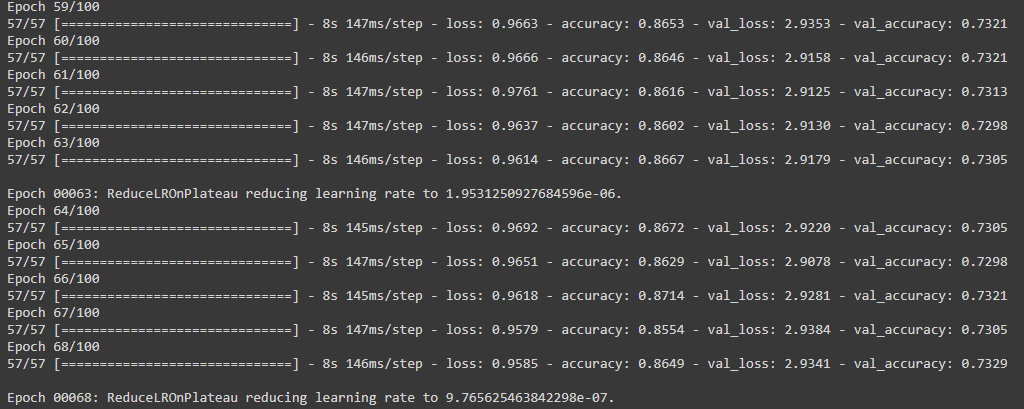 Epoch 59/100
57/57 [==============================] - 8s 147ms/step - loss: 0.9663 - accuracy: 0.8653 - val_loss: 2.9353 - val_accuracy: 0.7321
Epoch 60/100
57/57 [==============================] - 8s 146ms/step - loss: 0.9666 - accuracy: 0.8646 - val_loss: 2.9158 - val_accuracy: 0.7321
Epoch 61/100
57/57 [==============================] - 8s 147ms/step - loss: 0.9761 - accuracy: 0.8616 - val_loss: 2.9125 - val_accuracy: 0.7313
Epoch 62/100
57/57 [==============================] - 8s 147ms/step - loss: 0.9637 - accuracy: 0.8602 - val_loss: 2.9130 - val_accuracy: 0.7298
Epoch 63/100
57/57 [==============================] - 8s 146ms/step - loss: 0.9614 - accuracy: 0.8667 - val_loss: 2.9179 - val_accuracy: 0.7305
Epoch 00063: ReduceLROnPlateau reducing learning rate to 1.9531250927684596e-06.
Epoch 64/100
57/57 [==============================] - 8s 145ms/step - loss: 0.9692 - accuracy: 0.8672 - val_loss: 2.9220 - val_accuracy: 0.7305
Epoch 65/100
57/57 [==============================] - 8s 147ms/step - loss: 0.9651 - accuracy: 0.8629 - val_loss: 2.9078 - val_accuracy: 0.7298
Epoch 66/100
57/57 [==============================] - 8s 145ms/step - loss: 0.9618 - accuracy: 0.8714 - val_loss: 2.9281 - val_accuracy: 0.7321
Epoch 67/100
57/57 [==============================] - 8s 147ms/step - loss: 0.9579 - accuracy: 0.8554 - val_loss: 2.9384 - val_accuracy: 0.7305
Epoch 68/100
57/57 [==============================] - 8s 146ms/step - loss: 0.9585 - accuracy: 0.8649 - val_loss: 2.9341 - val_accuracy: 0.7329
Epoch 00068: ReduceLROnPlateau reducing learning rate to 9.765625463842298e-07.